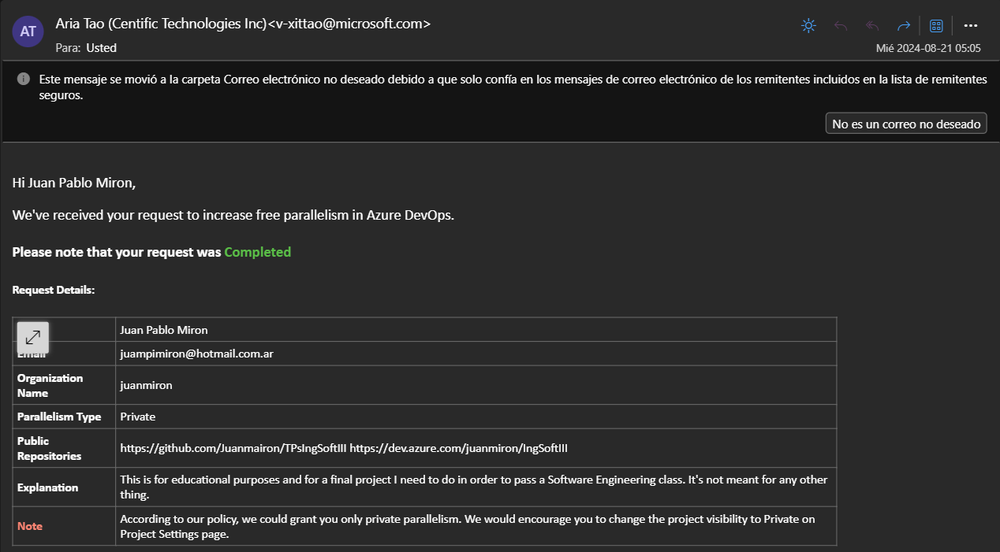 AT
Aria Tao (Centific Technologies Inc)<v-xittao@microsoft.com>
Para: Usted
Mié 2024-08-21 05:05
Este mensaje se movió a la carpeta Correo electrónico no deseado debido a que solo confía en los mensajes de correo electrónico de los remitentes incluidos en la lista de remitentes
seguros.
No es un correo no deseado
Hi Juan Pablo Miron,
We've received your request to increase free parallelism in Azure DevOps.
Please note that your request was Completed
Request Details:
Juan Pablo Miron
Email juampimiron@hotmail.com.ar
Organization
Name
juanmiron
Parallelism Type Private
Public
Repositories
https://github.com/Juanmairon/TPsIngSoftIII https://dev.azure.com/juanmiron/IngSoftIII
Explanation
This is for educational purposes and for a final project I need to do in order to pass a Software Engineering class. It's not meant for any other
thing.
Note
According to our policy, we could grant you only private parallelism. We would encourage you to change the project visibility to Private on
Project Settings page.